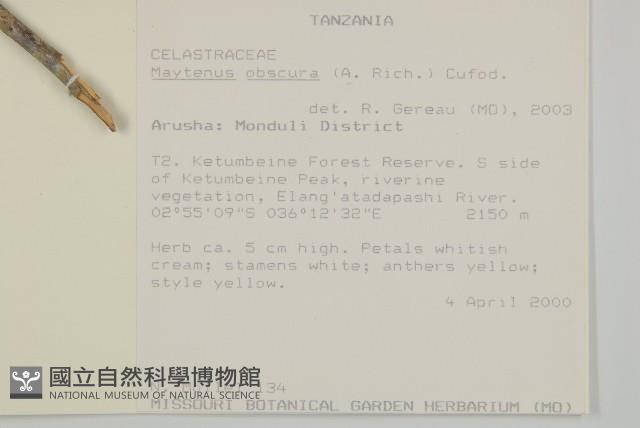 TANZANIA
CELASTRACEAE
Maytenus obscura (A. Rich.) Cufod.
det. R. Gereau (MO), 2003
Arusha: Monduli District
T2. Ketumbeine Forest Reserve. S side
of Ketumbeine Peak, riverine
vegetation, Elang'atadapashi River.
02°55'09"S 036°12'32"E 2150 m
Herb ca. 5 cm high. Petals whitish
cream; stamens white; anthers yellow;
style yellow.
4 April 2000
國立自然科學博物館
NATIONAL MUSEUM OF NATURAL SCIENCE
MISSOURI BOTANICAL GARDEN HERBARIUM (MO)